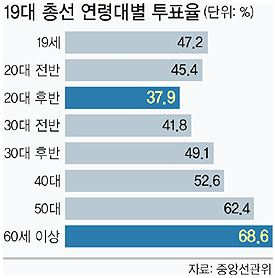 19대 총선 연령대별 투표율(단위: %)
19세 47.2
20대 전반 45.4
20대 후반 37.9
30대 전반 41.8
30대 후반 49.1
40대 52.6
50대 62.4
60세 이상 68.6
자료: 중앙선관위